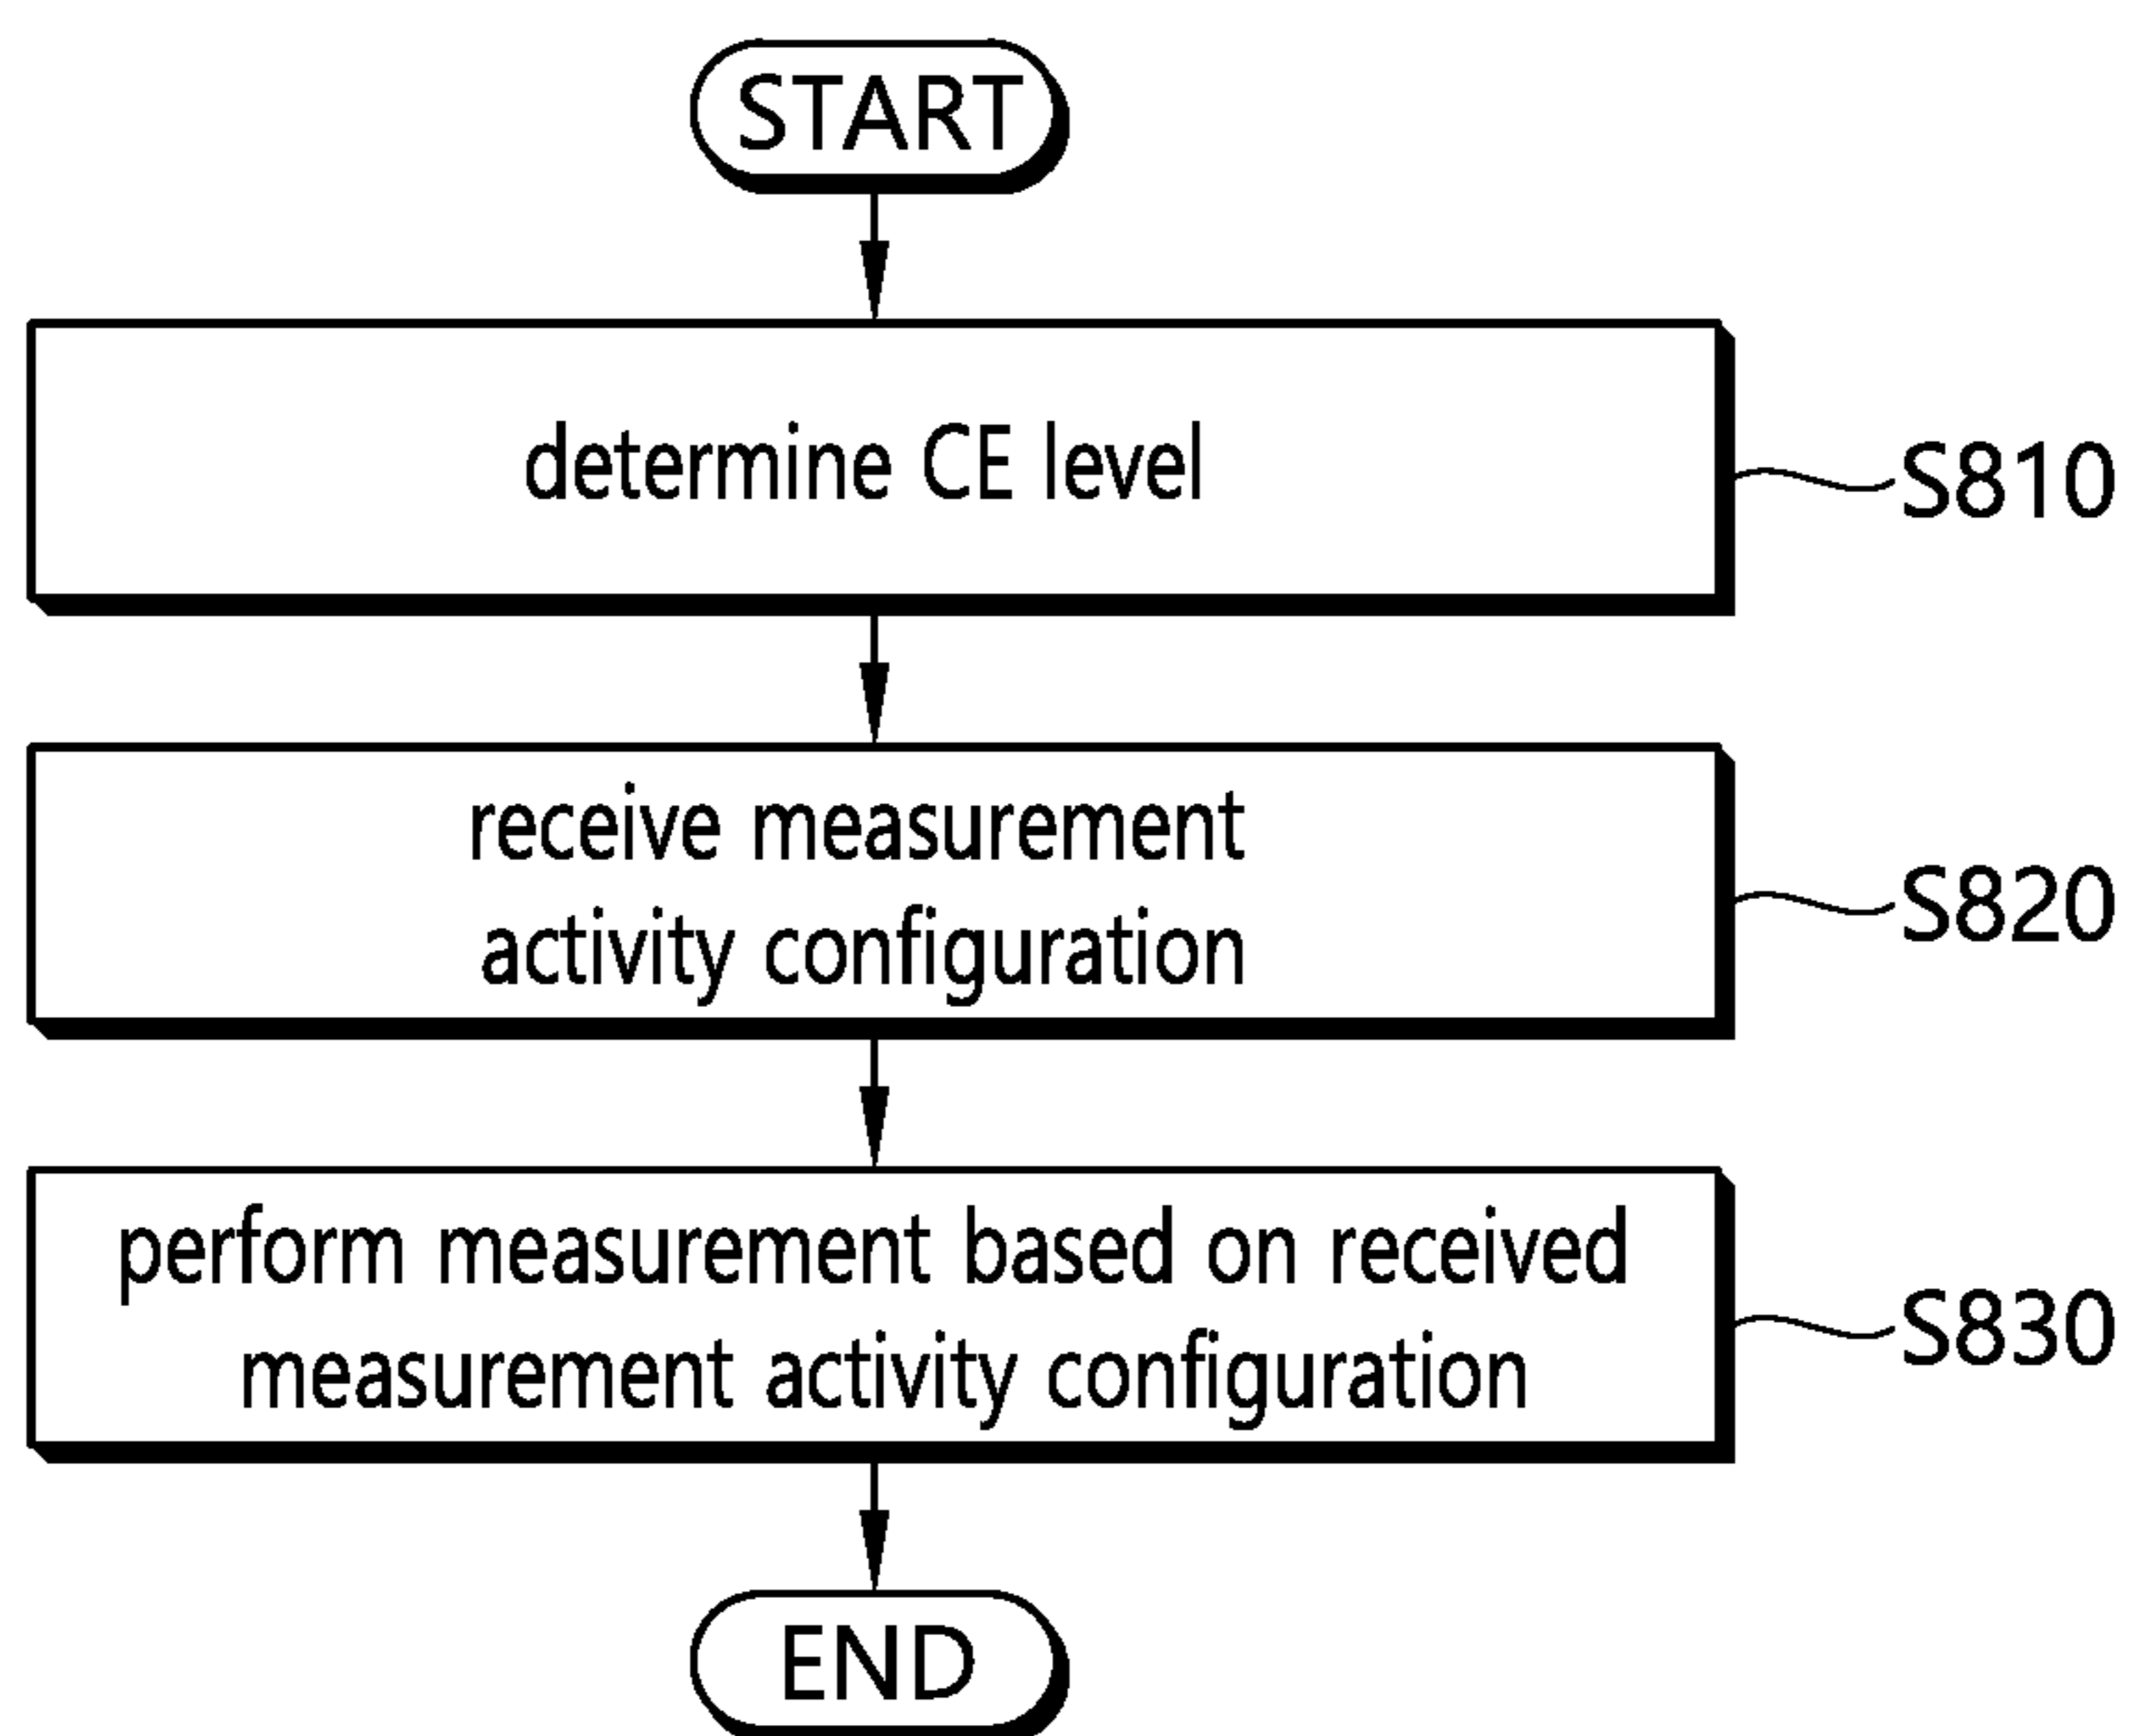 START
determine CE level
S810
receive measurement
activity configuration
S820
perform measurement based on received
measurement activity configuration
S830
END